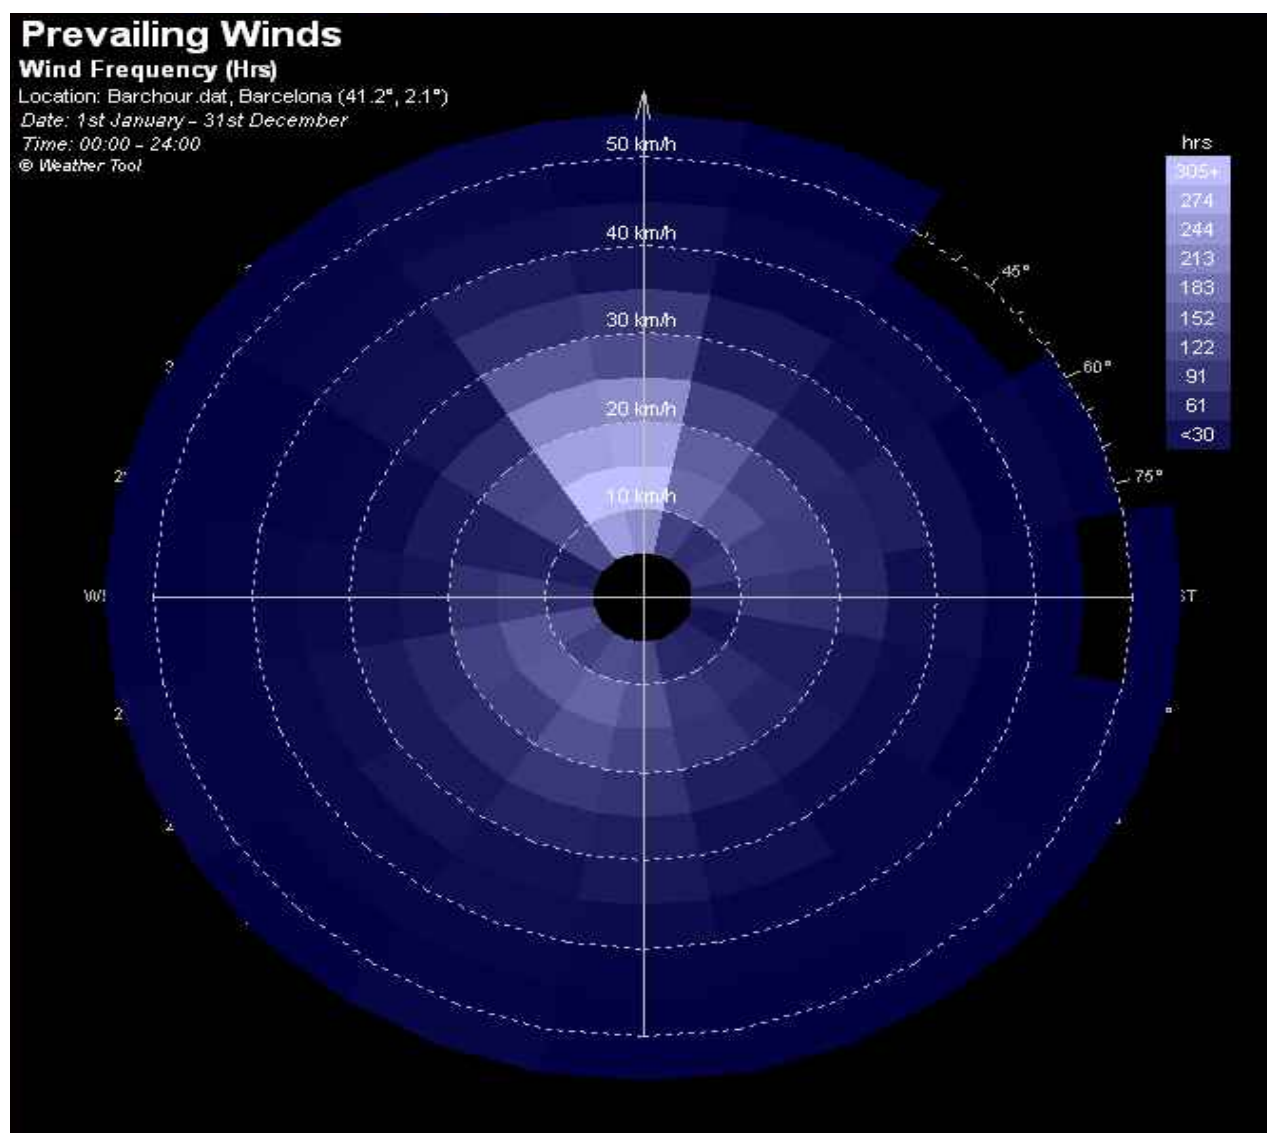 Prevailing Winds
Wind Frequency (Hrs)
Location: Barchour.dat, Barcelona (41.2°, 2.1°)
Date: 1st January - 31st December
Time: 00:00 - 24:00
© Weather Tool
50 km/h
40 km/h
30 km/h
20 km/h
10 km/h
45°
60°
75°
hrs
305+
274
244
213
183
152
122
91
61
<30